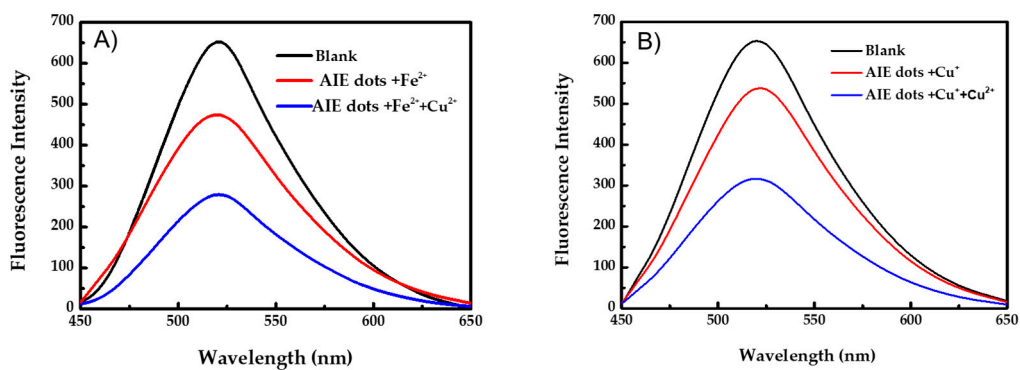 A)
Fluorescence Intensity
700
600
500
400
300
200
100
0
Blank
AIE dots +Fe²⁺
AIE dots +Fe²⁺+Cu²⁺
450 500 550 600 650
Wavelength (nm)
B)
Fluorescence Intensity
700
600
500
400
300
200
100
0
Blank
AIE dots +Cu⁺
AIE dots +Cu⁺+Cu²⁺
450 500 550 600 650
Wavelength (nm)